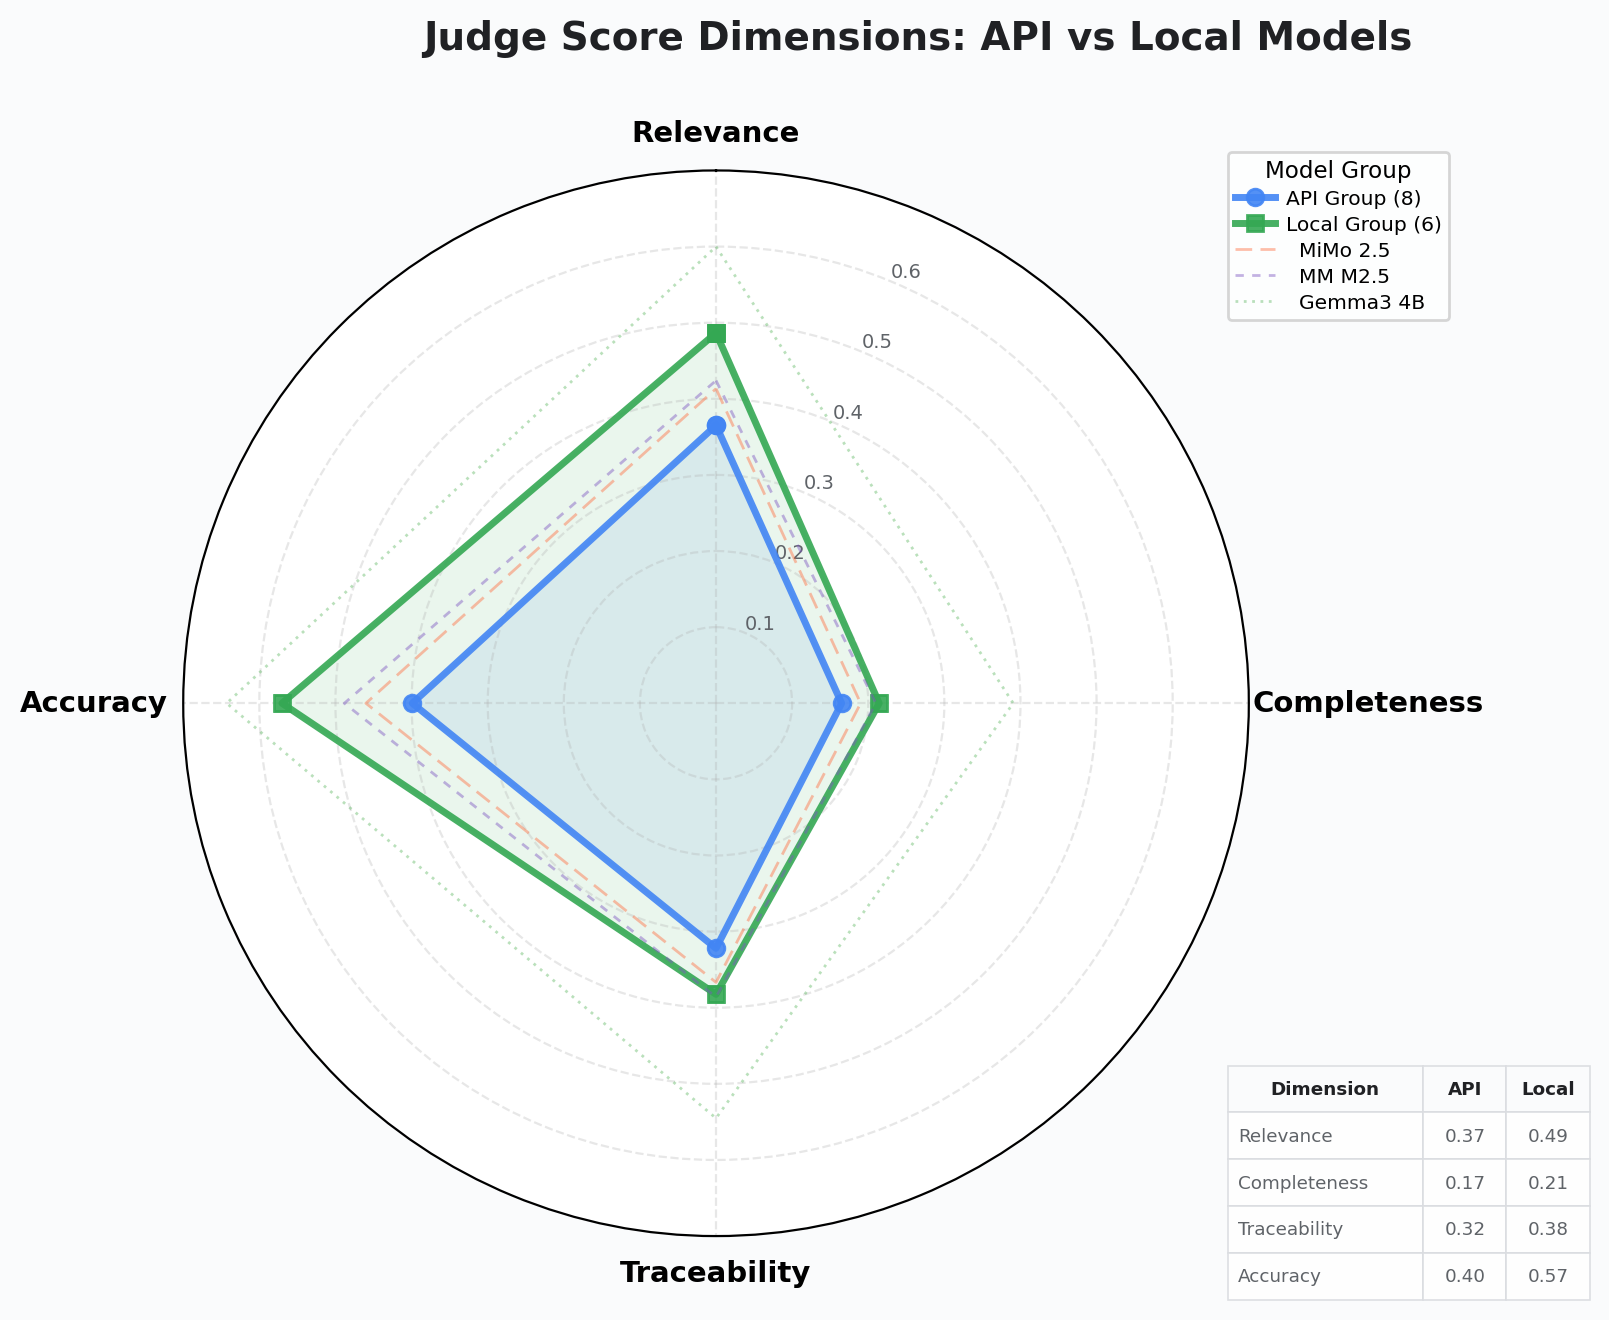 Judge Score Dimensions: API vs Local Models
Relevance
Model Group
API Group (8)
Local Group (6)
MiMo 2.5
MM M2.5
Gemma3 4B
0.6
0.5
0.4
0.3
0.2
0.1
Accuracy
Completeness
Traceability
Dimension API Local
Relevance 0.37 0.49
Completeness 0.17 0.21
Traceability 0.32 0.38
Accuracy 0.40 0.57